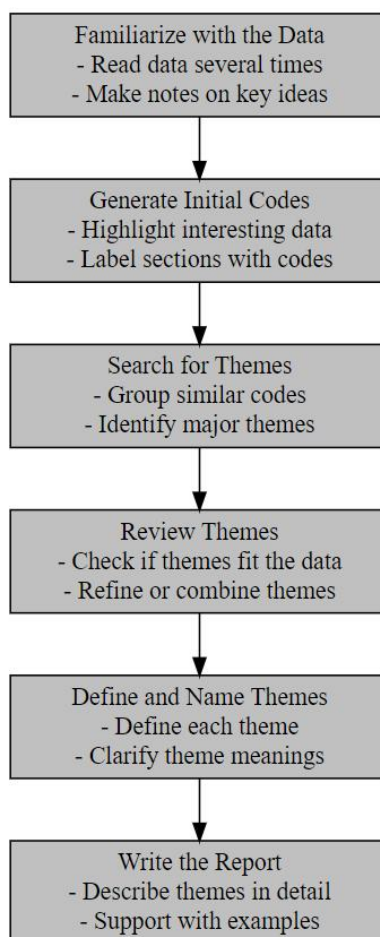 Familiarize with the Data
- Read data several times
- Make notes on key ideas
Generate Initial Codes
- Highlight interesting data
- Label sections with codes
Search for Themes
- Group similar codes
- Identify major themes
Review Themes
- Check if themes fit the data
- Refine or combine themes
Define and Name Themes
- Define each theme
- Clarify theme meanings
Write the Report
- Describe themes in detail
- Support with examples